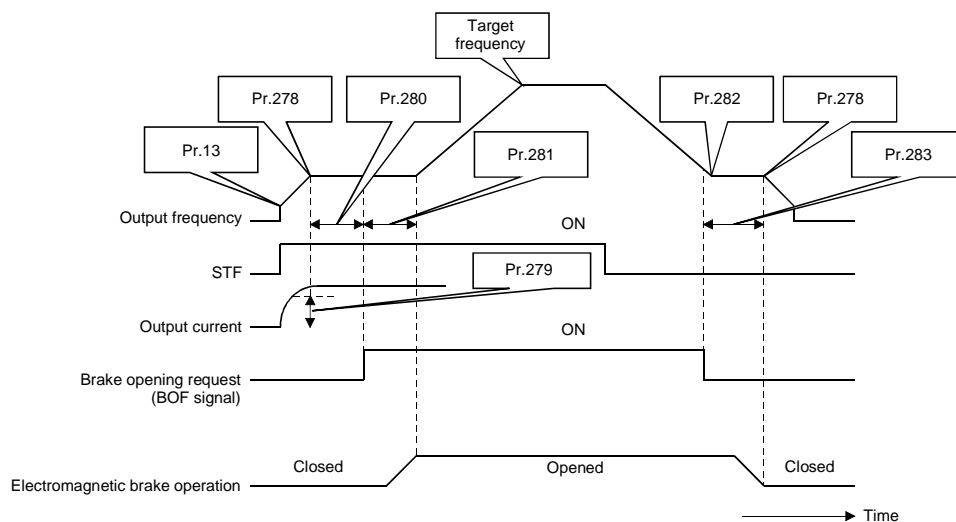 Target
frequency
Pr.278
Pr.280
Pr.282
Pr.278
Pr.13
Pr.281
Pr.283
Output frequency
ON
STF
Pr.279
Output current
ON
Brake opening request
(BOF signal)
Closed
Opened
Closed
Electromagnetic brake operation
Time